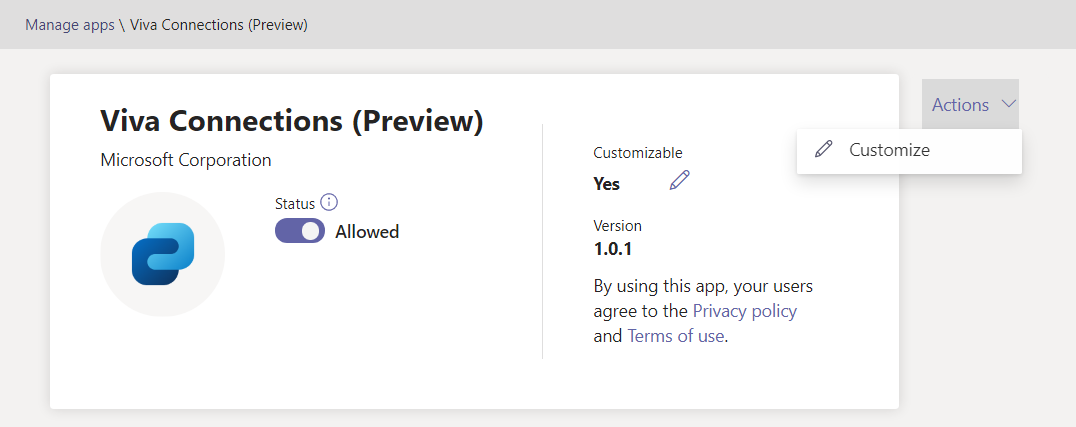 Manage apps \ Viva Connections (Preview)
Viva Connections (Preview)
Microsoft Corporation
Status
Allowed
Customizable
Yes
Version
1.0.1
By using this app, your users
agree to the Privacy policy
and Terms of use.
Actions
Customize